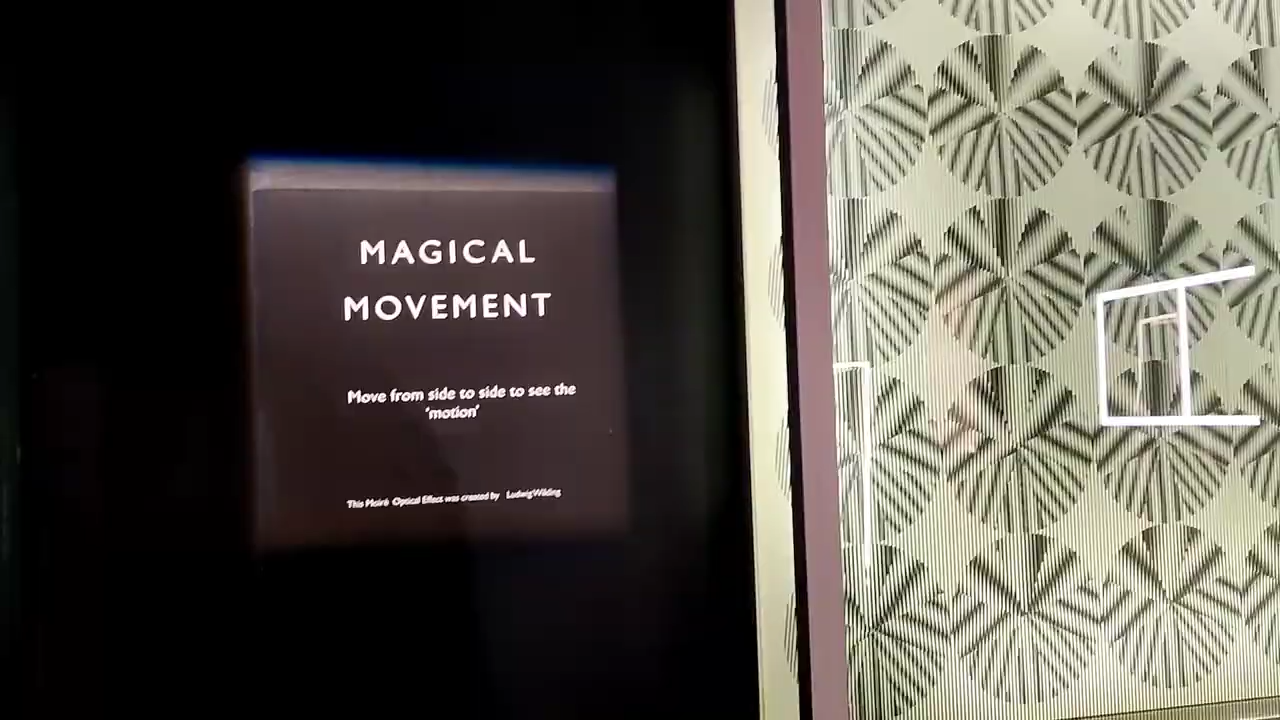 MAGICAL
MOVEMENT
Move from side to side to see the
'motion'
This Moiré Optical Effect was created by Ludwig Wilding